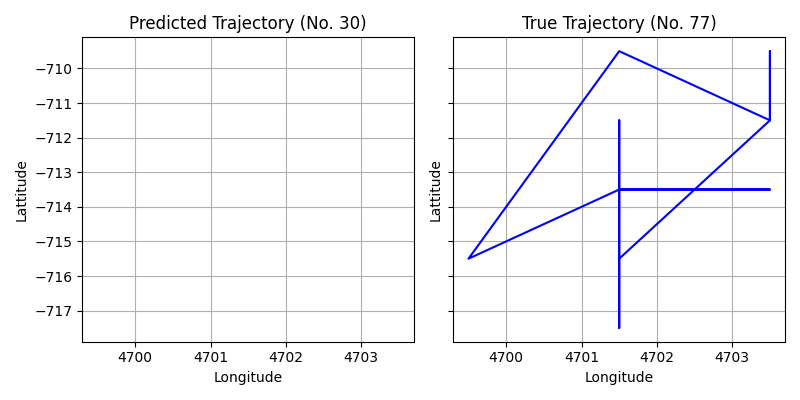 Predicted Trajectory (No. 30)
True Trajectory (No. 77)
−710
−711
−712
−713
−714
−715
−716
−717
Lattitude
Lattitude
4700
4701
4702
4703
4700
4701
4702
4703
Longitude
Longitude